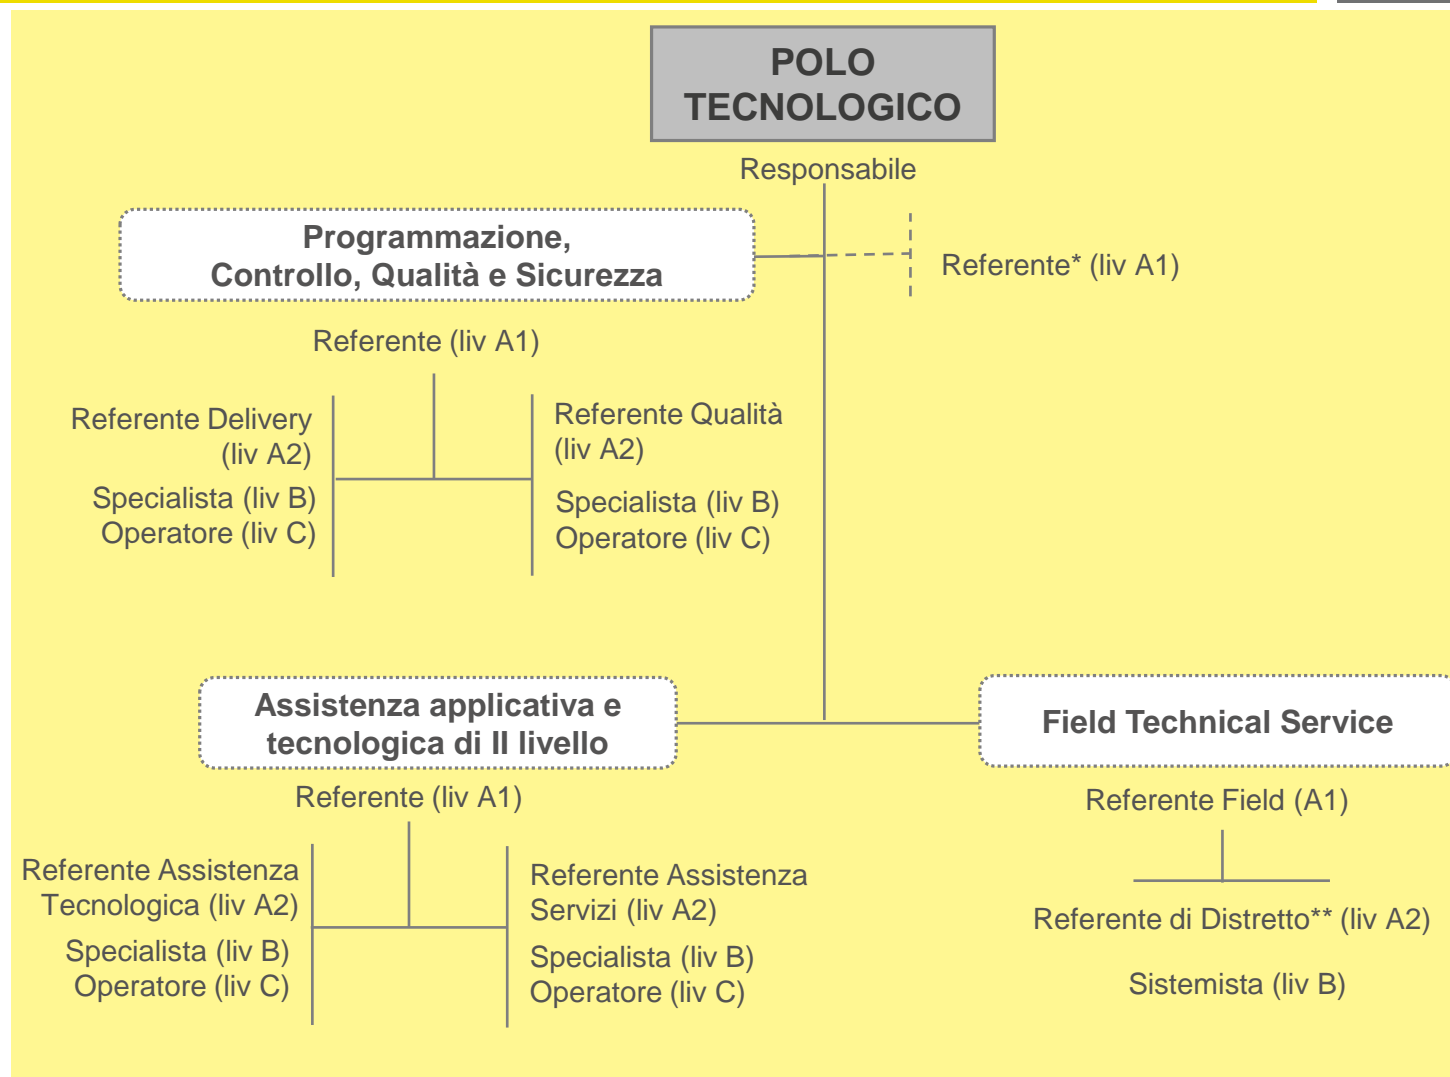 POLO
TECNOLOGICO
Responsabile
Programmazione,
Controllo, Qualità e Sicurezza
Referente* (liv A1)
Referente (liv A1)
Referente Delivery
(liv A2)
Specialista (liv B)
Operatore (liv C)
Referente Qualità
(liv A2)
Specialista (liv B)
Operatore (liv C)
Assistenza applicativa e
tecnologica di II livello
Referente (liv A1)
Referente Assistenza
Tecnologica (liv A2)
Specialista (liv B)
Operatore (liv C)
Referente Assistenza
Servizi (liv A2)
Specialista (liv B)
Operatore (liv C)
Field Technical Service
Referente Field (A1)
Referente di Distretto** (liv A2)
Sistemista (liv B)